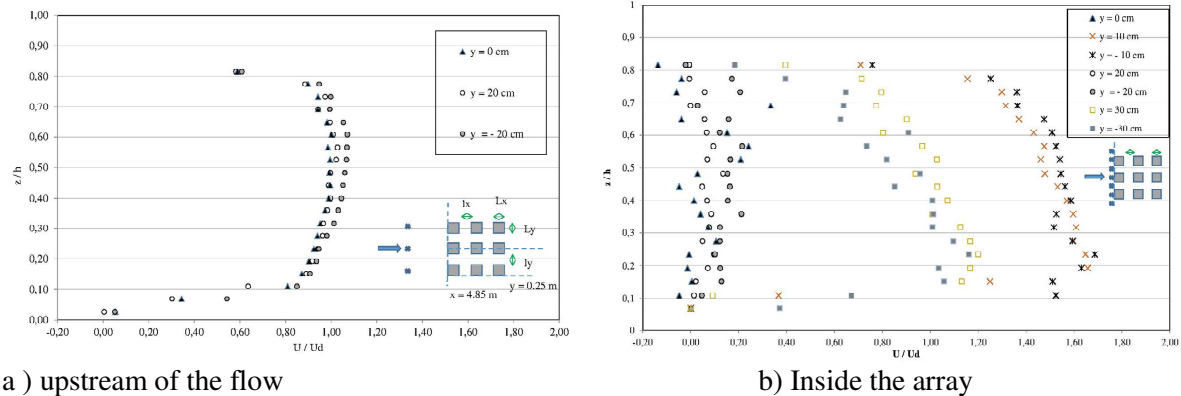 1,00
0,90
0,80
0,70
0,60
0,50
0,40
0,30
0,20
0,10
0,00
z / h
-0,20 0,00 0,20 0,40 0,60 0,80 1,00 1,20 1,40 1,60 1,80 2,00
U / Ud
y = 0 cm
y = 20 cm
y = - 20 cm
lx
Lx
Ly
ly
x = 4.85 m
y = 0.25 m
a ) upstream of the flow
1
0,9
0,8
0,7
0,6
0,5
0,4
0,3
0,2
0,1
0
z / h
-0,20 0,00 0,20 0,40 0,60 0,80 1,00 1,20 1,40 1,60 1,80 2,00
U / Ud
y = 0 cm
y = 10 cm
y = - 10 cm
y = 20 cm
y = - 20 cm
y = 30 cm
y = -30 cm
b) Inside the array